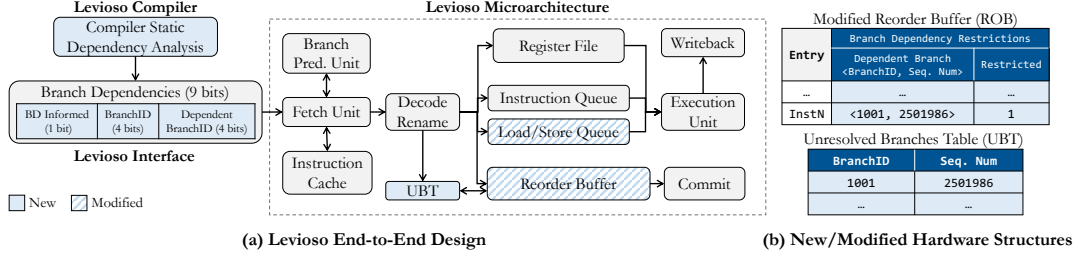 Levioso Compiler
Compiler Static
Dependency Analysis
Branch Dependencies (9 bits)
BD Informed
(1 bit)
BranchID
(4 bits)
Dependent
BranchID (4 bits)
Levioso Interface
New
Modified
Levioso Microarchitecture
Branch
Pred. Unit
Fetch Unit
Instruction
Cache
Decode
Rename
UBT
Register File
Instruction Queue
Load/Store Queue
Reorder Buffer
Writeback
Execution
Unit
Commit
(a) Levioso End-to-End Design
Modified Reorder Buffer (ROB)
Entry
Branch Dependency Restrictions
Dependent Branch
<BranchID, Seq. Num>
Restricted
… … …
InstN <1001, 2501986> 1
Unresolved Branches Table (UBT)
BranchID Seq. Num
1001 2501986
… …
(b) New/Modified Hardware Structures